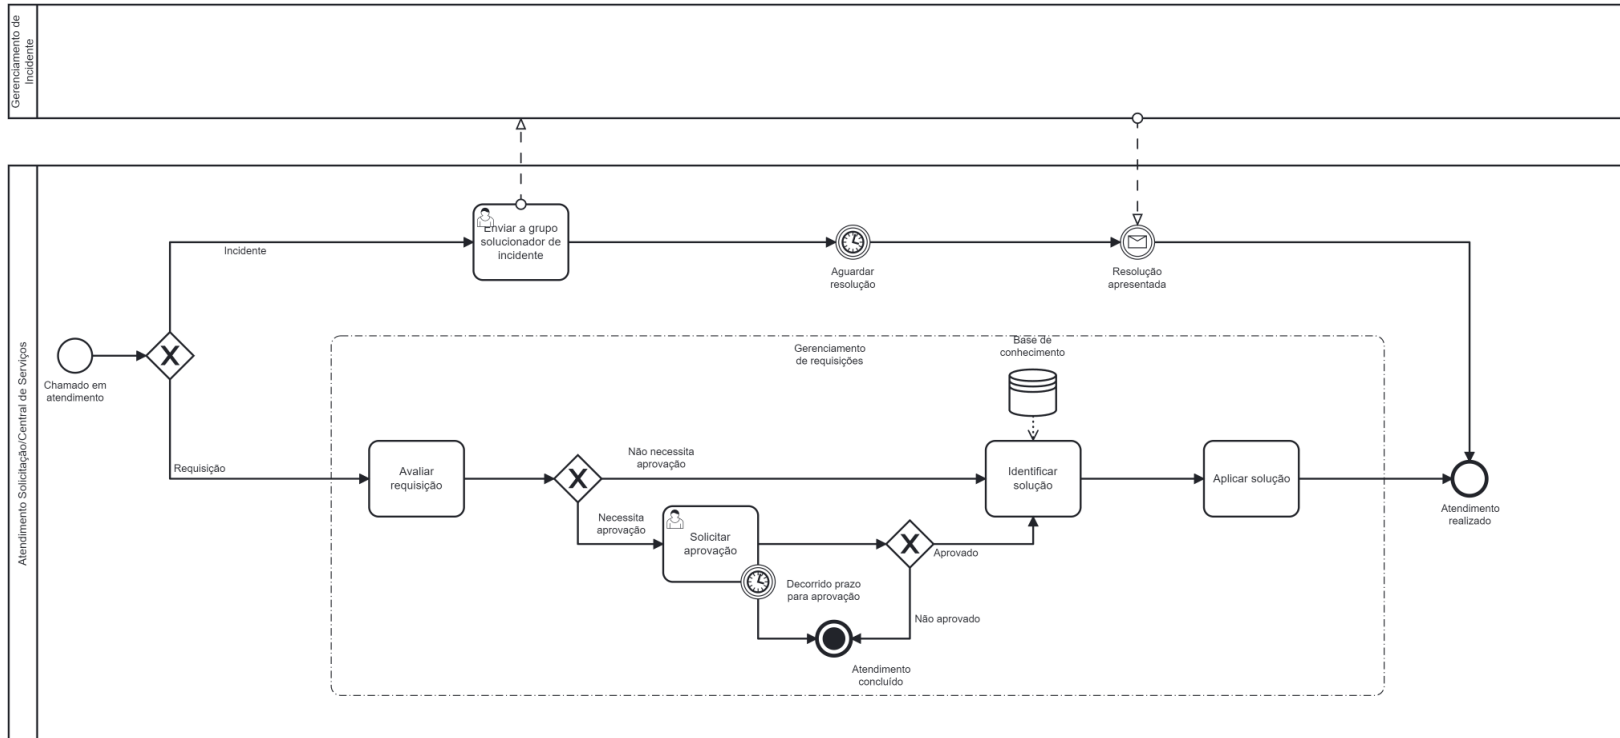 Gerenciamento de
Incidente
Atendimento Solicitação/Central de Serviços
Enviar a grupo
solucionador de
incidente
Incidente
Aguardar
resolução
Resolução
apresentada
Chamado em
atendimento
Gerenciamento
de requisições
Base de
conhecimento
Requisição
Avaliar
requisição
Não necessita
aprovação
Necessita
aprovação
Solicitar
aprovação
Decorrido prazo
para aprovação
Aprovado
Não aprovado
Atendimento
concluído
Identificar
solução
Aplicar solução
Atendimento
realizado